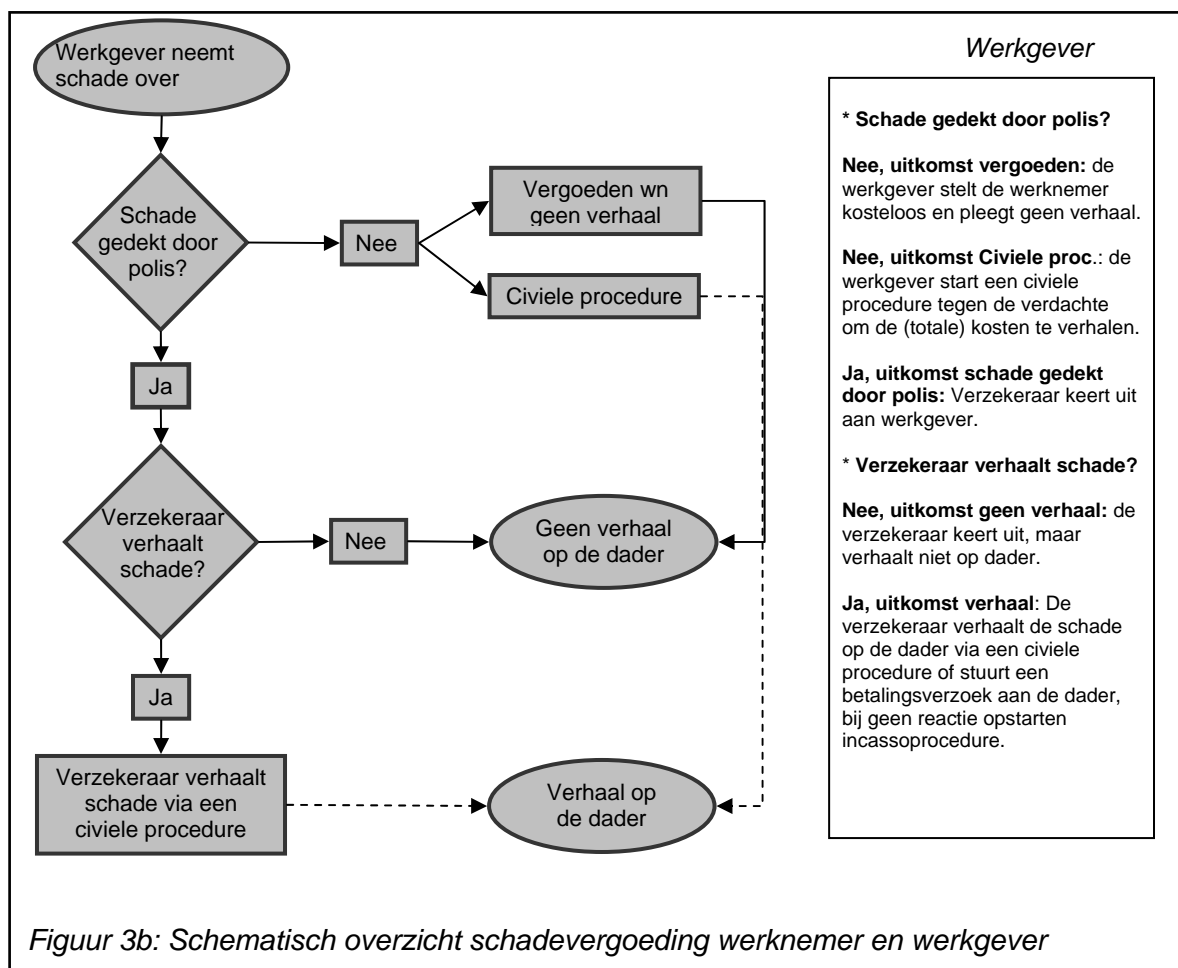 Werkgever neemt
schade over
Schade
gedekt door
polis?
Nee
Vergoeden wn
geen verhaal
Civiele procedure
Ja
Verzekeraar
verhaalt
schade?
Nee
Geen verhaal
op de dader
Ja
Verzekeraar verhaalt
schade via een
civiele procedure
Verhaal op
de dader
Werkgever
* Schade gedekt door polis?
Nee, uitkomst vergoeden: de
werkgever stelt de werknemer
kosteloos en pleegt geen verhaal.
Nee, uitkomst Civiele proc.: de
werkgever start een civiele
procedure tegen de verdachte
om de (totale) kosten te verhalen.
Ja, uitkomst schade gedekt
door polis: Verzekeraar keert uit
aan werkgever.
* Verzekeraar verhaalt schade?
Nee, uitkomst geen verhaal: de
verzekeraar keert uit, maar
verhaalt niet op dader.
Ja, uitkomst verhaal: De
verzekeraar verhaalt de schade
op de dader via een civiele
procedure of stuurt een
betalingsverzoek aan de dader,
bij geen reactie opstarten
incassoprocedure.
Figuur 3b: Schematisch overzicht schadevergoeding werknemer en werkgever